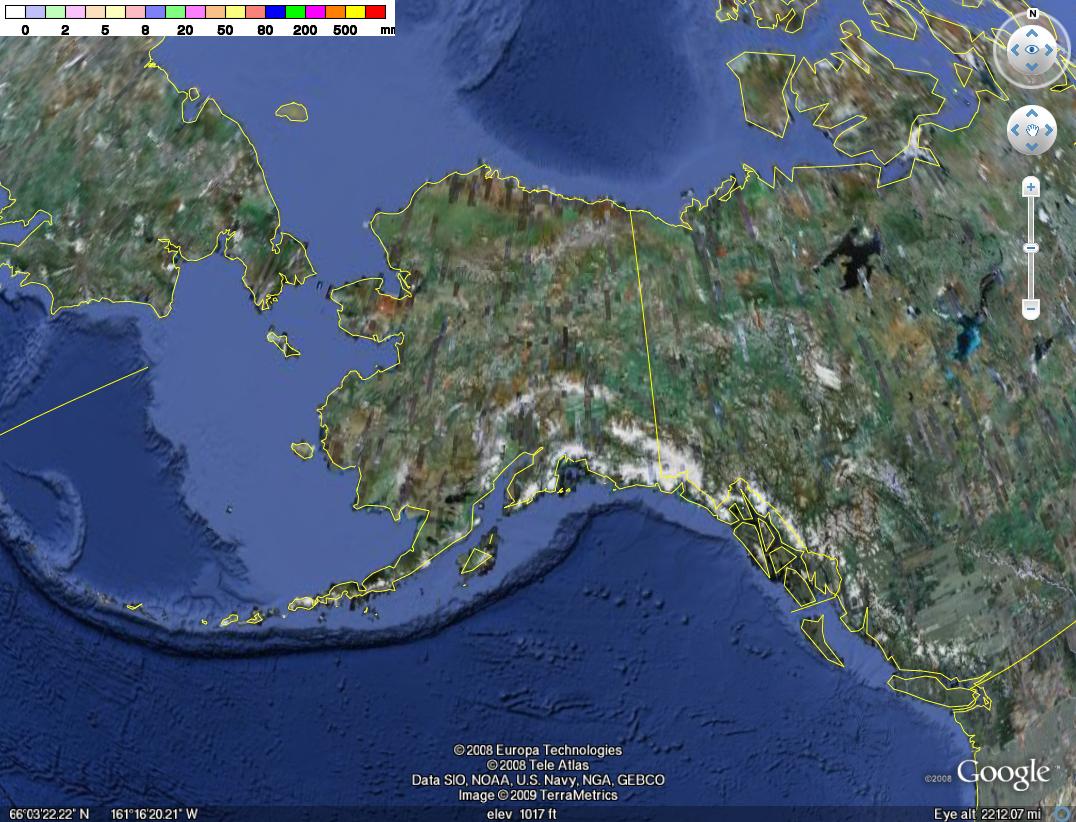 0 2 5 8 20 50 80 200 500 mm
N
© 2008 Europa Technologies
© 2008 Tele Atlas
Data SIO, NOAA, U.S. Navy, NGA, GEBCO
Image © 2009 TerraMetrics
©2008 Google™
66°03'22.22" N 161°16'20.21" W elev 1017 ft Eye alt 2212.07 mi